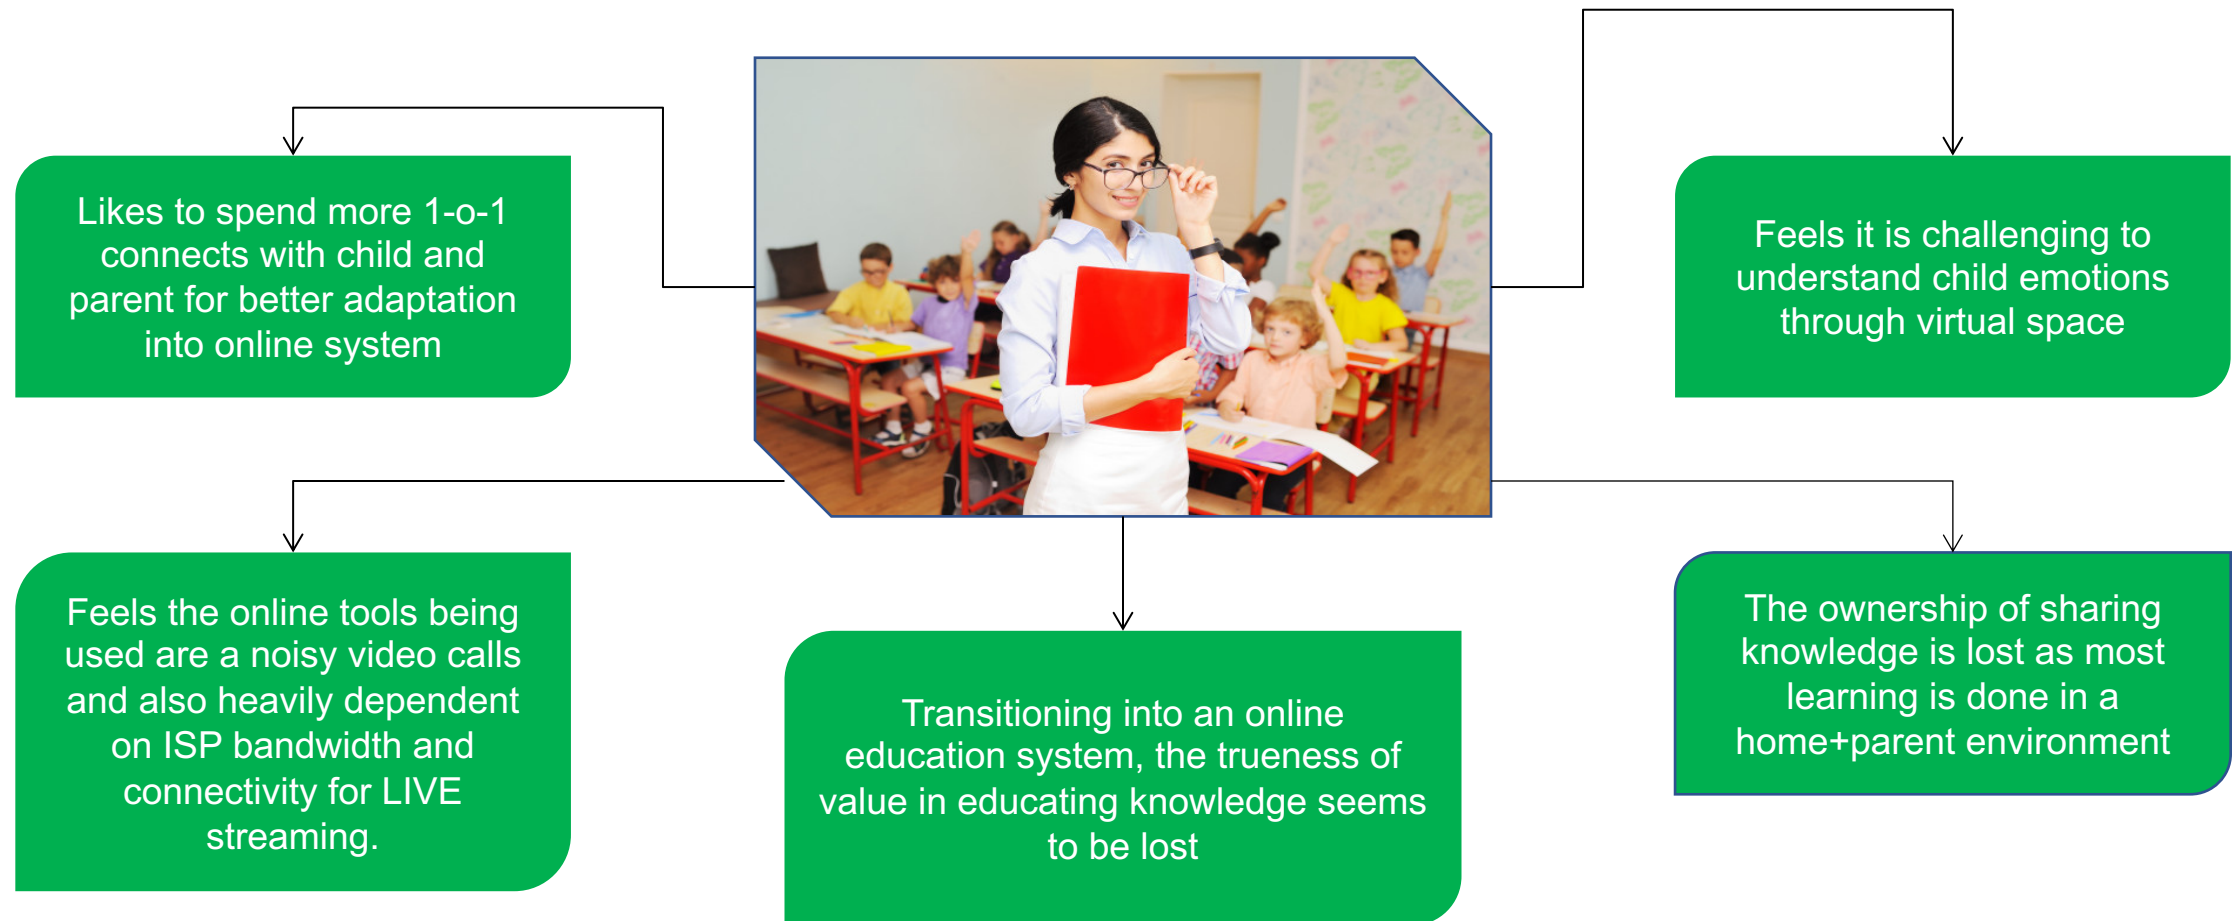 Likes to spend more 1-o-1
connects with child and
parent for better adaptation
into online system
Feels it is challenging to
understand child emotions
through virtual space
Feels the online tools being
used are a noisy video calls
and also heavily dependent
on ISP bandwidth and
connectivity for LIVE
streaming.
Transitioning into an online
education system, the trueness of
value in educating knowledge seems
to be lost
The ownership of sharing
knowledge is lost as most
learning is done in a
home+parent environment